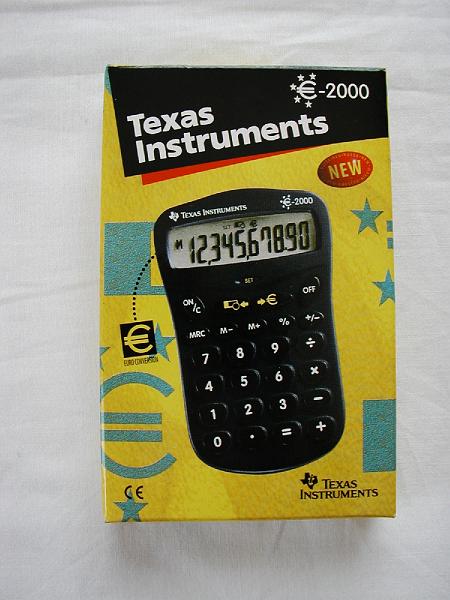 €-2000
Texas
Instruments
NEW
TEXAS INSTRUMENTS €-2000
SET
M 12,345,678.90
SET
ON/C €
OFF
MRC M- M+ % +/-
7 8 9 ÷
4 5 6 ×
1 2 3 -
0 . = +
€
EURO-CONVERSION
€
CE
TEXAS
INSTRUMENTS